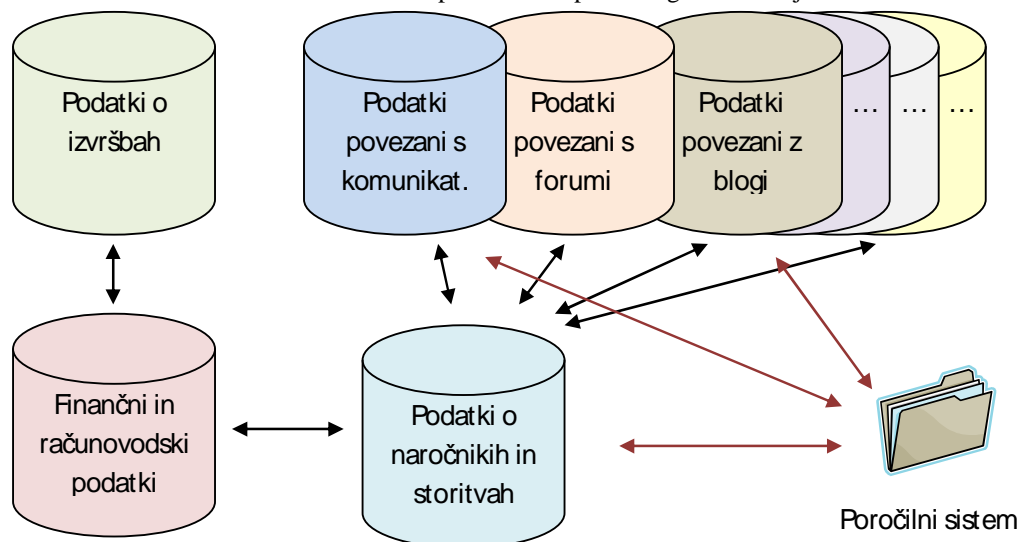 Podatki o
izvršbah
Podatki
povezani s
komunikat.
Podatki
povezani s
forumi
Podatki
povezani z
blogi
…
…
…
Finančni in
računovodski
podatki
Podatki o
naročnikih in
storitvah
Poročilni sistem